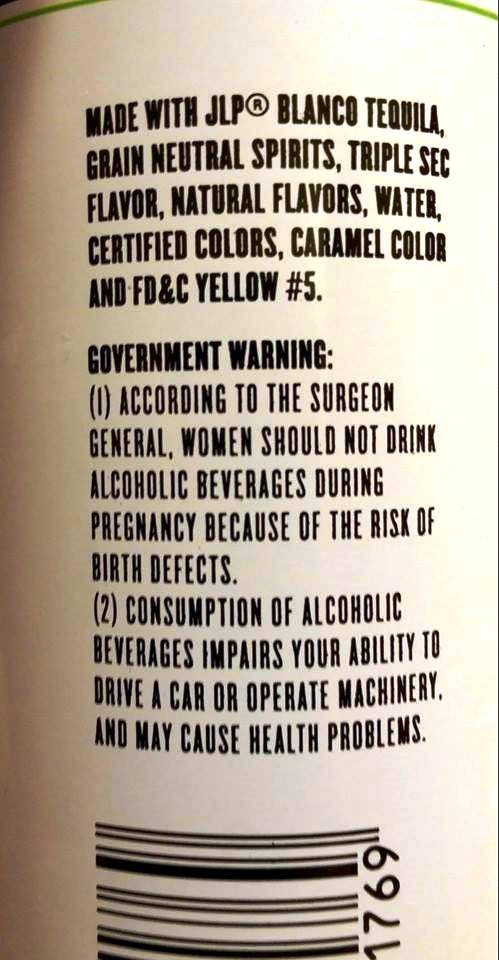 MADE WITH JLP® BLANCO TEQUILA,
GRAIN NEUTRAL SPIRITS, TRIPLE SEC
FLAVOR, NATURAL FLAVORS, WATER,
CERTIFIED COLORS, CARAMEL COLOR
AND FD&C YELLOW #5.
GOVERNMENT WARNING:
(1) ACCORDING TO THE SURGEON
GENERAL, WOMEN SHOULD NOT DRINK
ALCOHOLIC BEVERAGES DURING
PREGNANCY BECAUSE OF THE RISK OF
BIRTH DEFECTS.
(2) CONSUMPTION OF ALCOHOLIC
BEVERAGES IMPAIRS YOUR ABILITY TO
DRIVE A CAR OR OPERATE MACHINERY,
AND MAY CAUSE HEALTH PROBLEMS.
1769